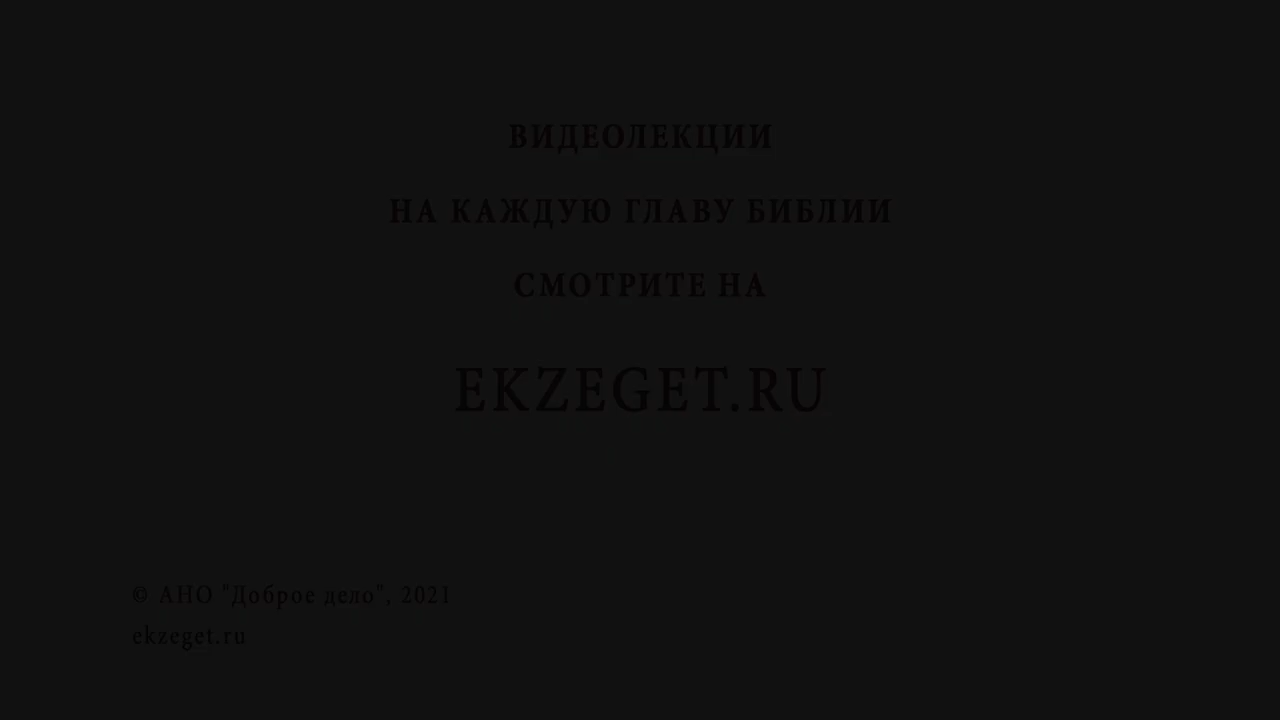 ВИДЕОЛЕКЦИИ
НА КАЖДУЮ ГЛАВУ БИБЛИИ
СМОТРИТЕ НА
EKZEGET.RU
© АНО "Доброе дело", 2021
ekzeget.ru